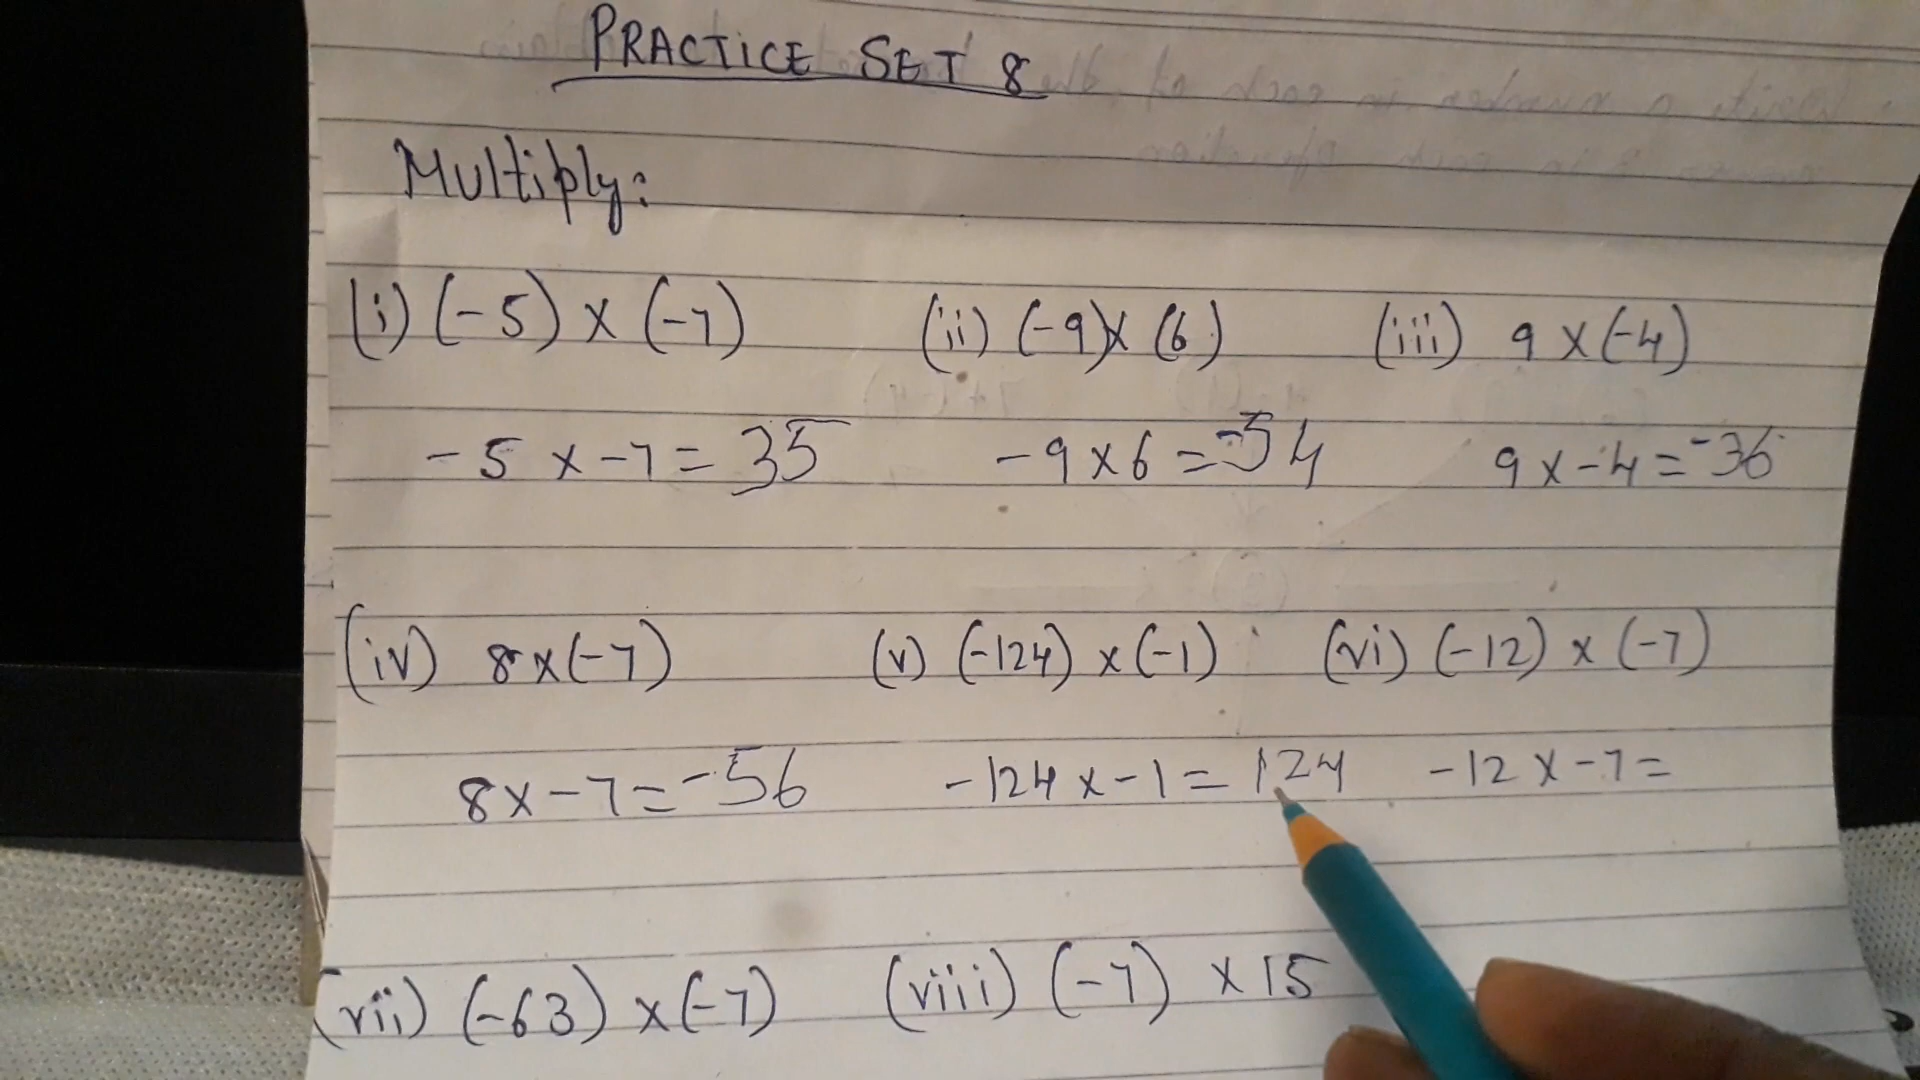 PRACTICE SET 8
Multiply:
(i) (-5) x (-7) (ii) (-9) x (6) (iii) 9 x (-4)
-5 x -7 = 35 -9 x 6 = -54 9 x -4 = -36
(iv) 8 x (-7) (v) (-124) x (-1) (vi) (-12) x (-7)
8 x -7 = -56 -124 x -1 = 124 -12 x -7 =
(vii) (-63) x (-7) (viii) (-7) x 15